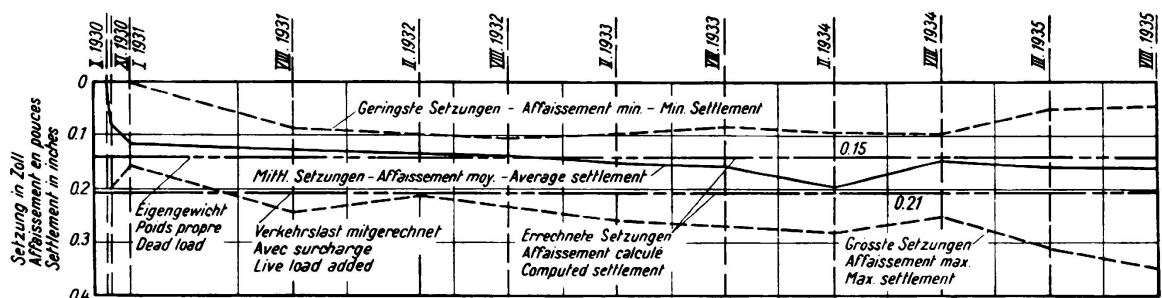 I 1930
XI 1930
I 1931
VIII. 1931
II. 1932
VIII. 1932
II. 1933
VIII. 1933
II. 1934
VIII 1934
III. 1935
VIII. 1935
Setzung in Zoll
Affaissement en pouces
Settlement in inches
0
0.1
0.2
0.3
0.4
Geringste Setzungen - Affaissement min. - Min. Settlement
0.15
Mittl. Setzungen - Affaissement moy. - Average settlement
0.21
Eigengewicht
Poids propre
Dead load
Verkehrslast mitgerechnet
Avec surcharge
Live load added
Errechnete Setzungen
Affaissement calculé
Computed settlement
Grösste Setzungen
Affaissement max.
Max. settlement